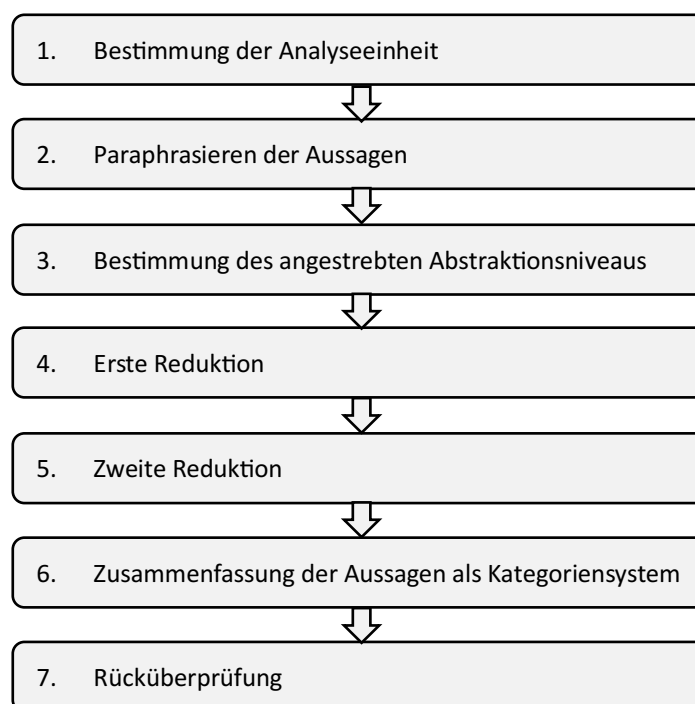 1. Bestimmung der Analyseeinheit
2. Paraphrasieren der Aussagen
3. Bestimmung des angestrebten Abstraktionsniveaus
4. Erste Reduktion
5. Zweite Reduktion
6. Zusammenfassung der Aussagen als Kategoriensystem
7. Rücküberprüfung